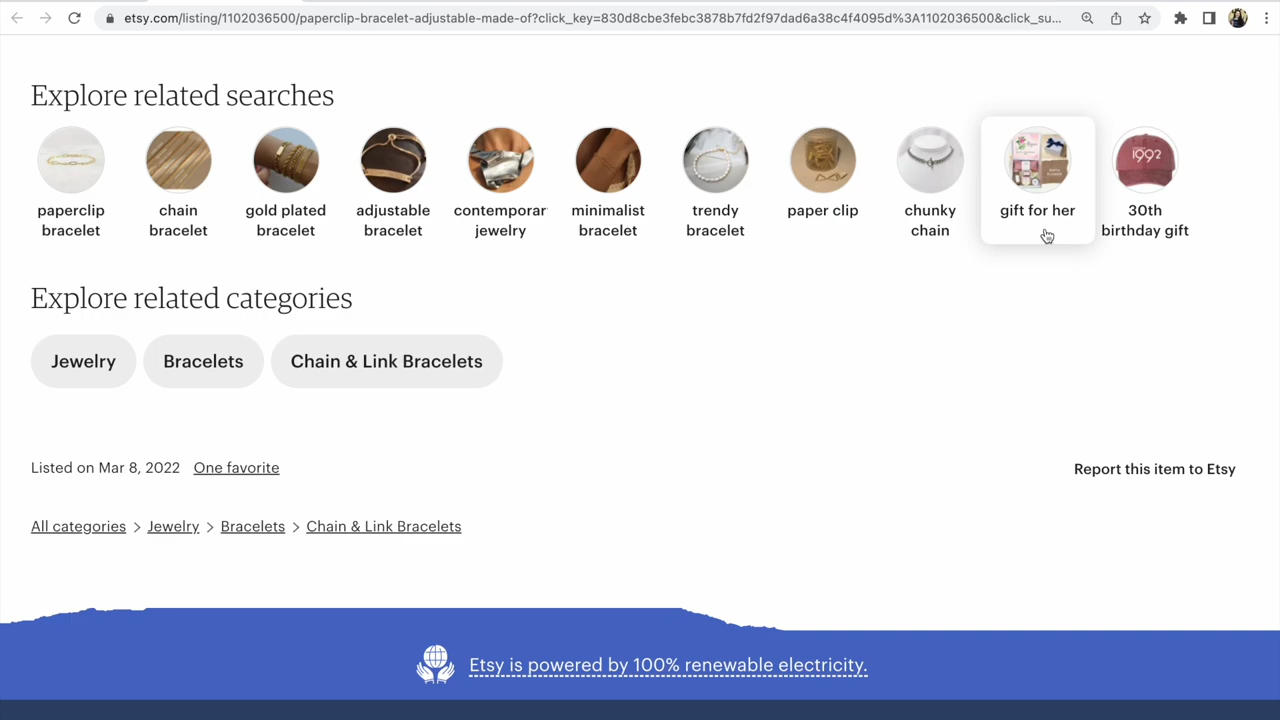 etsy.com/listing/1102036500/paperclip-bracelet-adjustable-made-of?click_key=830d8cbe3febc3878b7fd2f97dad6a38c4f4095d%3A1102036500&click_su...
Explore related searches
paperclip bracelet
chain bracelet
gold plated bracelet
adjustable bracelet
contemporar jewelry
minimalist bracelet
trendy bracelet
paper clip
chunky chain
gift for her
1992
30th birthday gift
Explore related categories
Jewelry
Bracelets
Chain & Link Bracelets
Listed on Mar 8, 2022 One favorite
Report this item to Etsy
All categories > Jewelry > Bracelets > Chain & Link Bracelets
Etsy is powered by 100% renewable electricity.